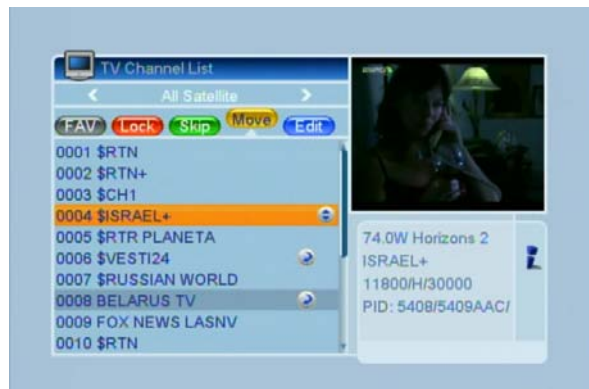 TV Channel List
All Satellite
FAV Lock Skip Move Edit
0001 $RTN
0002 $RTN+
0003 $CH1
0004 $ISRAEL+
0005 $RTR PLANETA
0006 $VESTI24
0007 $RUSSIAN WORLD
0008 BELARUS TV
0009 FOX NEWS LASNV
0010 $RTN
74.0W Horizons 2
ISRAEL+
11800/H/30000
PID: 5408/5409AAC/